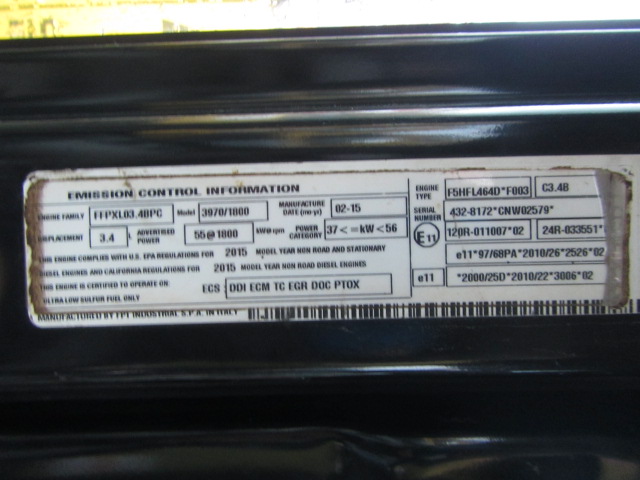 EMISSION CONTROL INFORMATION
ENGINE FAMILY FFPXL03.4BPC Model 3970/1800 MANUFACTURE DATE (mm-yy) 02-15
DISPLACEMENT 3.4 L ADVERTISED POWER 55@1800 kW@rpm POWER CATEGORY 37<=kW<56
THIS ENGINE COMPLIES WITH U.S. EPA REGULATIONS FOR 2015 MODEL YEAR NON ROAD AND STATIONARY
DIESEL ENGINES AND CALIFORNIA REGULATIONS FOR 2015 MODEL YEAR NON ROAD DIESEL ENGINES
THIS ENGINE IS CERTIFIED TO OPERATE ON
ULTRA LOW SULFUR FUEL ONLY
ECS DDI ECM TC EGR DOC PTOX
MANUFACTURED BY FPT INDUSTRIAL S.P.A. IN ITALY
ENGINE TYPE F5HFL464D*F003 C3.4B
SERIAL NUMBER 432-8172*CNW02579*
E11 120R-011007*02 24R-033551*
e11*97/68PA*2010/26*2526*02
e11 *2000/25D*2010/22*3006*02